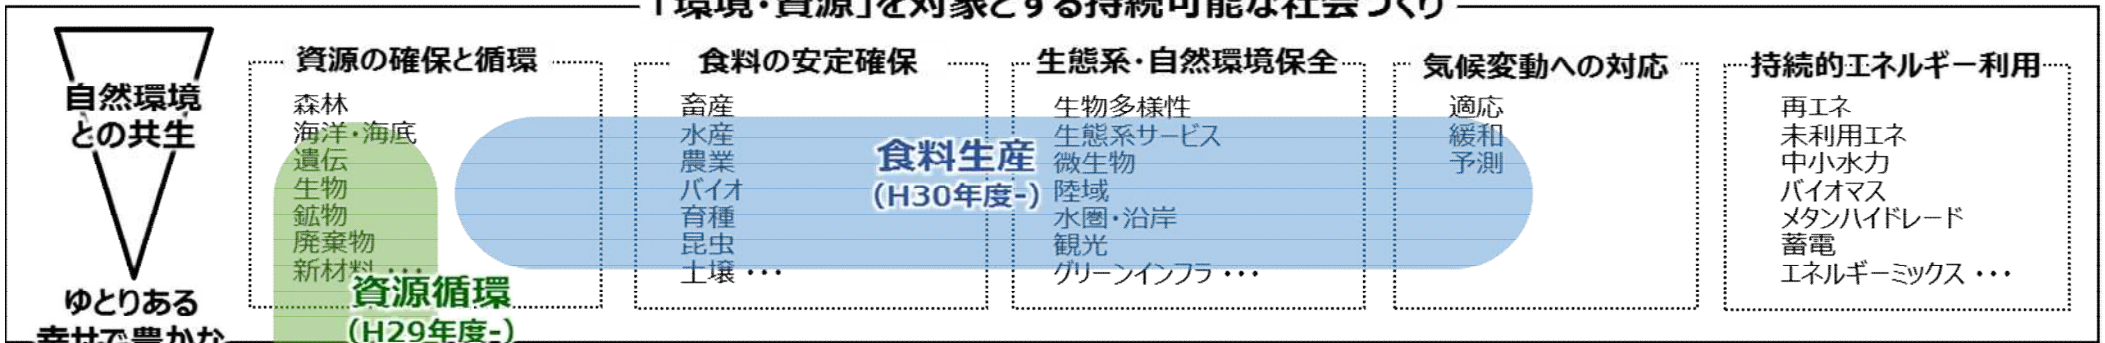 「環境・資源」を対象とする持続可能な社会づくり
自然環境
との共生
ゆとりある
幸せで豊かな
資源の確保と循環
森林
海洋・海底
遺伝
生物
鉱物
廃棄物
新材料 ・・・
資源循環
(H29年度-)
食料の安定確保
畜産
水産
農業
バイオ
育種
昆虫
土壌 ・・・
食料生産
(H30年度-)
生態系・自然環境保全
生物多様性
生態系サービス
微生物
陸域
水圏・沿岸
観光
グリーンインフラ ・・・
気候変動への対応
適応
緩和
予測
持続的エネルギー利用
再エネ
未利用エネ
中小水力
バイオマス
メタンハイドレード
蓄電
エネルギーミックス ・・・